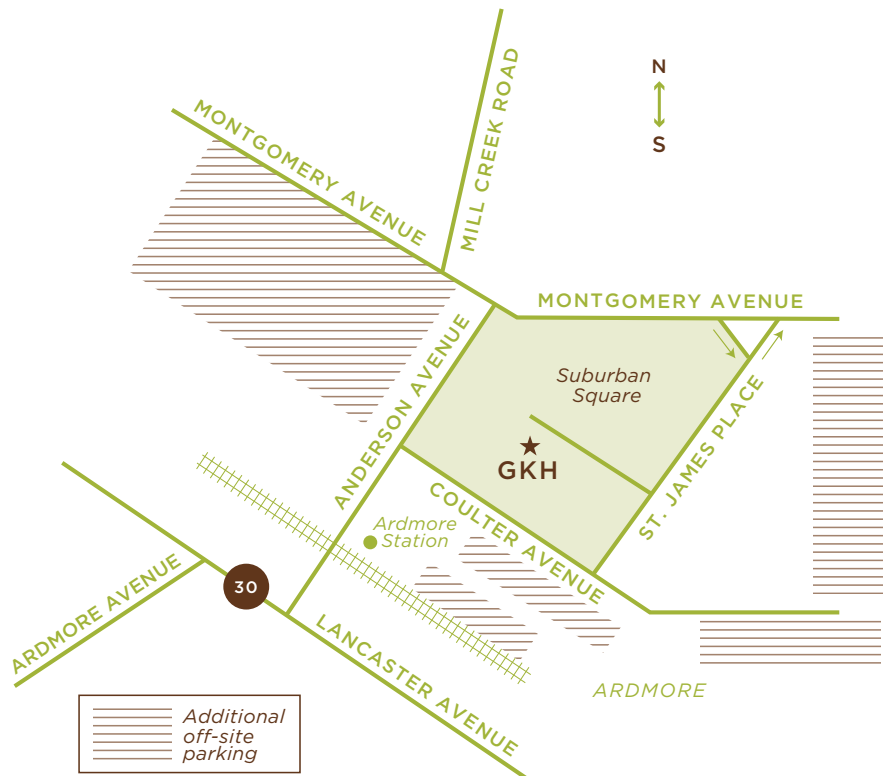 N
S
MILL CREEK ROAD
MONTGOMERY AVENUE
MONTGOMERY AVENUE
ANDERSON AVENUE
Suburban
Square
GKH
ST. JAMES PLACE
COULTER AVENUE
Ardmore
Station
30
ARDMORE AVENUE
LANCASTER AVENUE
ARDMORE
Additional
off-site
parking